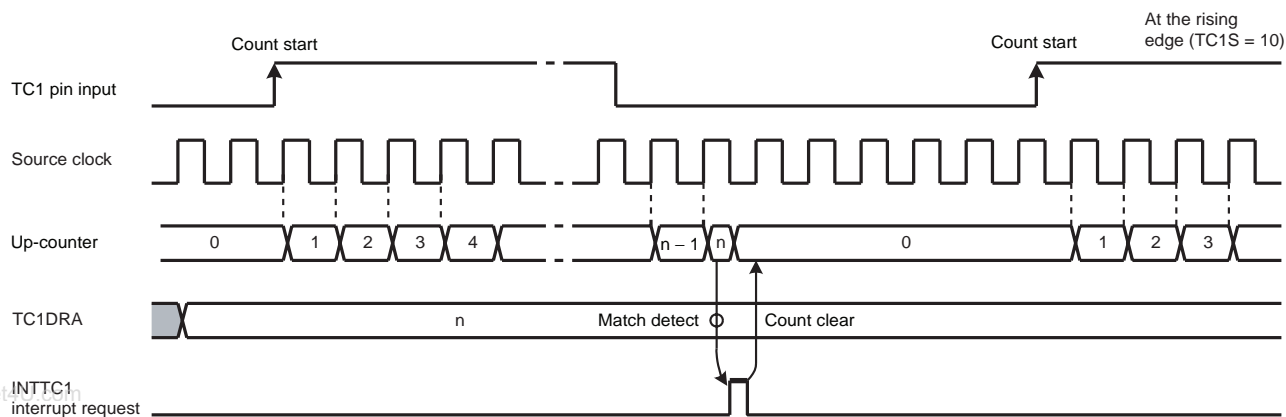 At the rising
edge (TC1S = 10)
Count start
Count start
TC1 pin input
Source clock
Up-counter
0
1
2
3
4
n – 1
n
0
1
2
3
TC1DRA
n
Match detect
Count clear
INTTC1
interrupt request